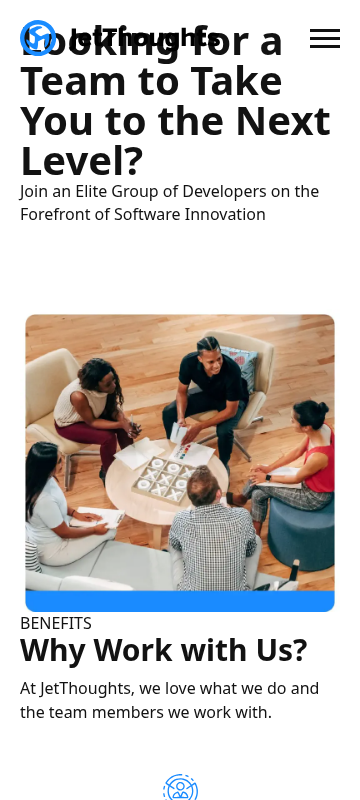 JetThoughts
Looking for a
Team to Take
You to the Next
Level?
Join an Elite Group of Developers on the
Forefront of Software Innovation
BENEFITS
Why Work with Us?
At JetThoughts, we love what we do and
the team members we work with.